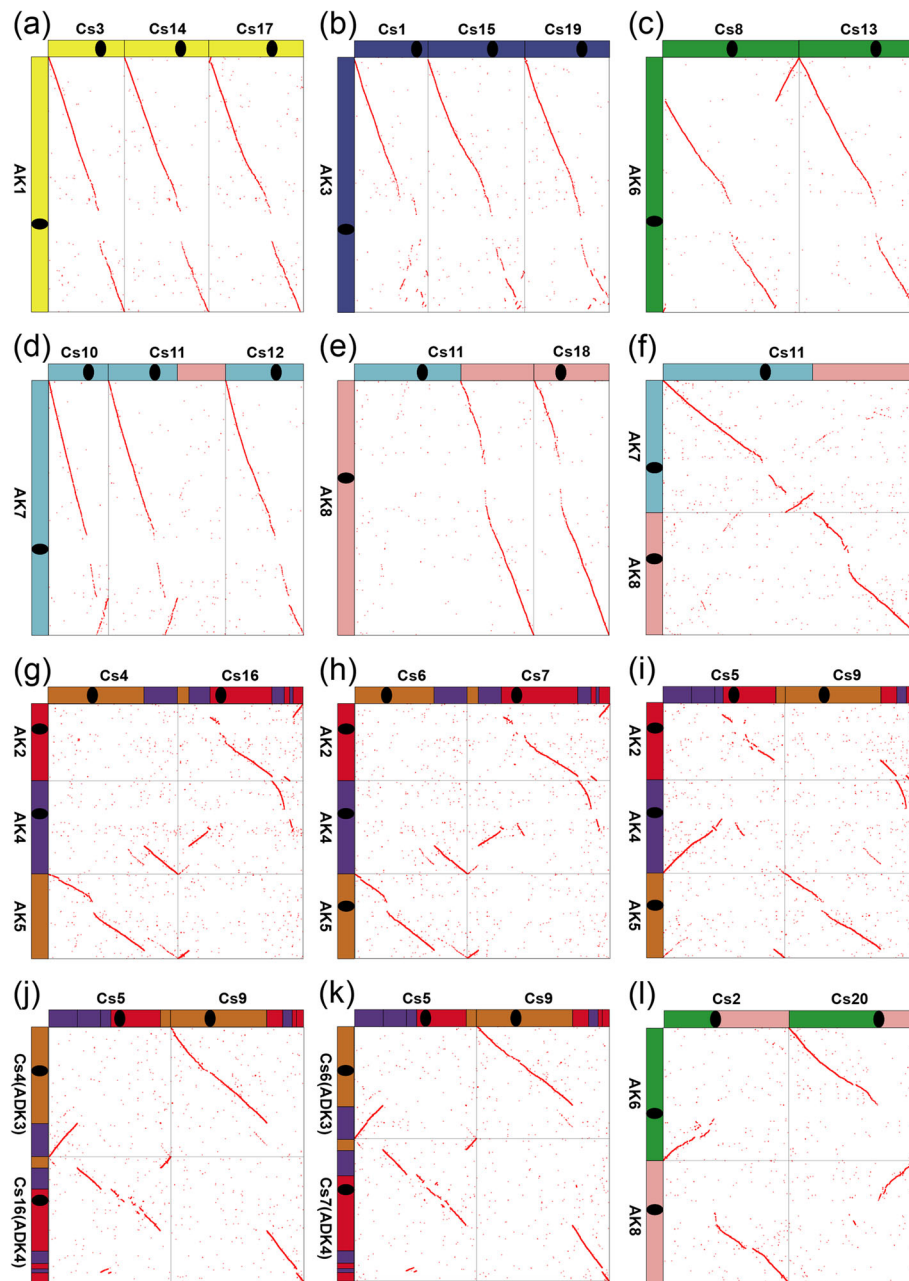 (a) Cs3 Cs14 Cs17
AK1
(b) Cs1 Cs15 Cs19
AK3
(c) Cs8 Cs13
AK6
(d) Cs10 Cs11 Cs12
AK7
(e) Cs11 Cs18
AK8
(f) Cs11
AK7
AK8
(g) Cs4 Cs16
AK2
AK4
AK5
(h) Cs6 Cs7
AK2
AK4
AK5
(i) Cs5 Cs9
AK2
AK4
AK5
(j) Cs5 Cs9
Cs4(ADK3)
Cs16(ADK4)
(k) Cs5 Cs9
Cs6(ADK3)
Cs7(ADK4)
(l) Cs2 Cs20
AK6
AK8